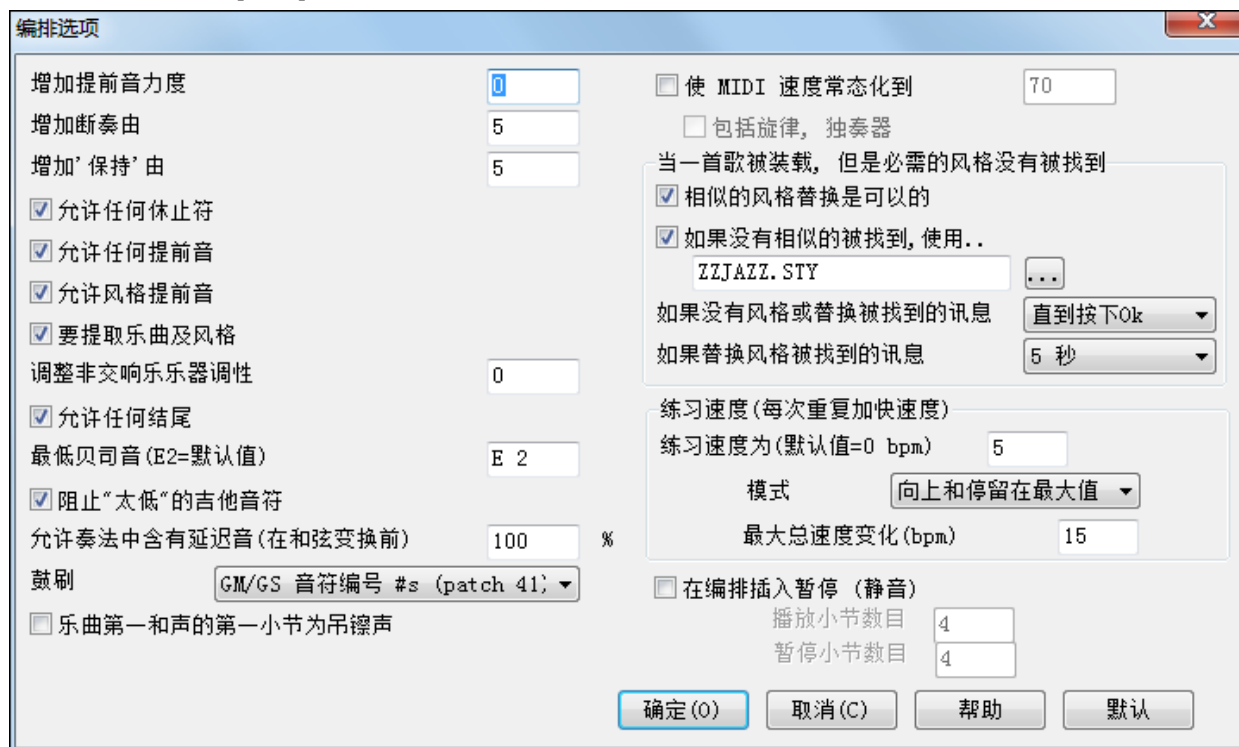 编排选项
增加提前音力度 0
增加断奏由 5
增加'保持'由 5
允许任何休止符
允许任何提前音
允许风格提前音
要提取乐曲及风格
调整非交响乐乐器调性 0
允许任何结尾
最低贝司音(E2=默认值) E 2
阻止“太低“的吉他音符
允许奏法中含有延迟音(在和弦变换前) 100 %
鼓刷 GM/GS 音符编号 #s (patch 41)
乐曲第一和声的第一小节为吊镲声
使 MIDI 速度常态化到 70
包括旋律, 独奏器
当一首歌被装载, 但是必需的风格没有被找到
相似的风格替换是可以的
如果没有相似的被找到,使用..
ZZJAZZ.STY ...
如果没有风格或替换被找到的讯息 直到按下Ok
如果替换风格被找到的讯息 5 秒
练习速度(每次重复加快速度)
练习速度为(默认值=0 bpm) 5
模式 向上和停留在最大值
最大总速度变化(bpm) 15
在编排插入暂停 (静音)
播放小节数目 4
暂停小节数目 4
确定(O) 取消(C) 帮助 默认